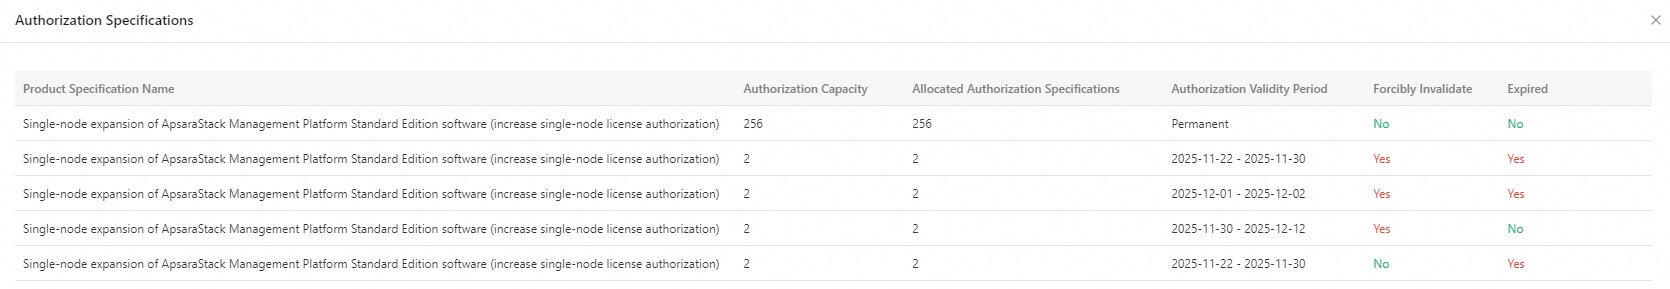 Authorization Specifications
Product Specification Name Authorization Capacity Allocated Authorization Specifications Authorization Validity Period Forcibly Invalidate Expired
Single-node expansion of ApsaraStack Management Platform Standard Edition software (increase single-node license authorization) 256 256 Permanent No No
Single-node expansion of ApsaraStack Management Platform Standard Edition software (increase single-node license authorization) 2 2 2025-11-22 - 2025-11-30 Yes Yes
Single-node expansion of ApsaraStack Management Platform Standard Edition software (increase single-node license authorization) 2 2 2025-12-01 - 2025-12-02 Yes Yes
Single-node expansion of ApsaraStack Management Platform Standard Edition software (increase single-node license authorization) 2 2 2025-11-30 - 2025-12-12 Yes No
Single-node expansion of ApsaraStack Management Platform Standard Edition software (increase single-node license authorization) 2 2 2025-11-22 - 2025-11-30 No Yes